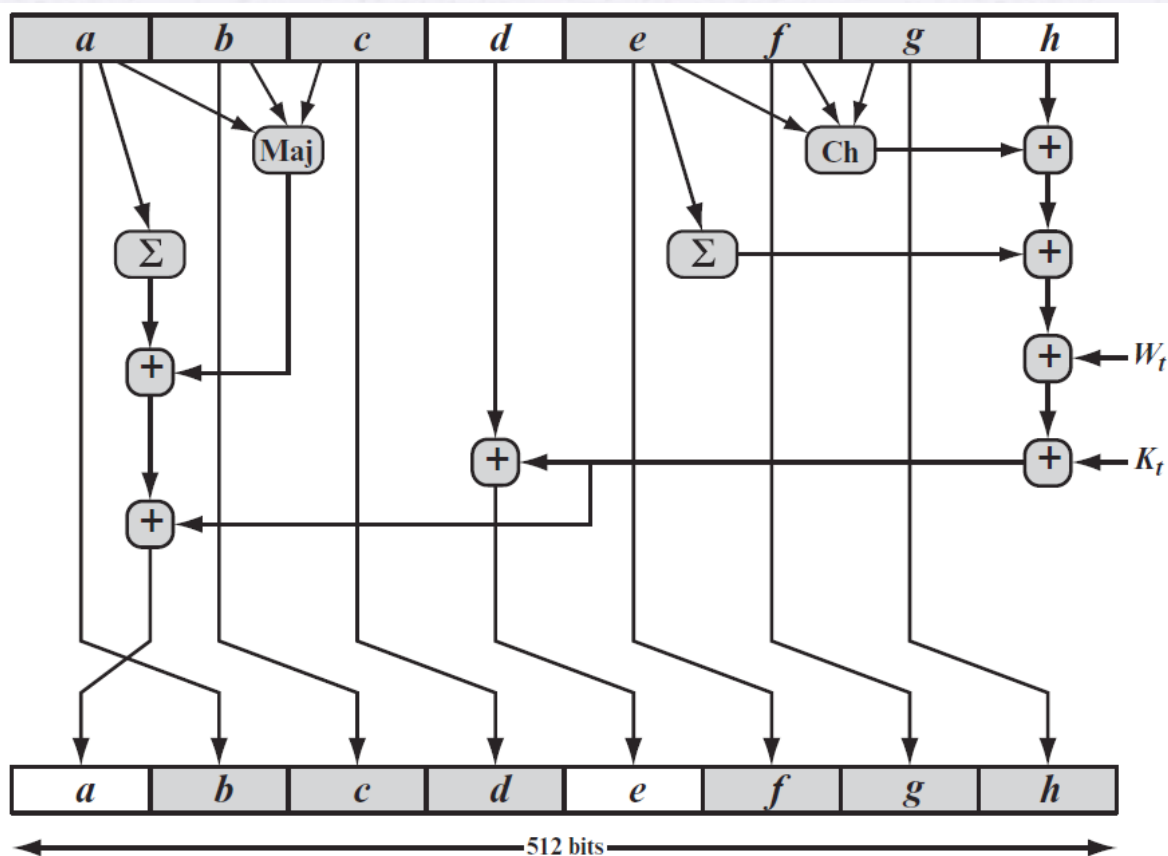 a b c d e f g h
Maj Ch +
Σ Σ +
+ + W_t
+ + K_t
+
a b c d e f g h
512 bits